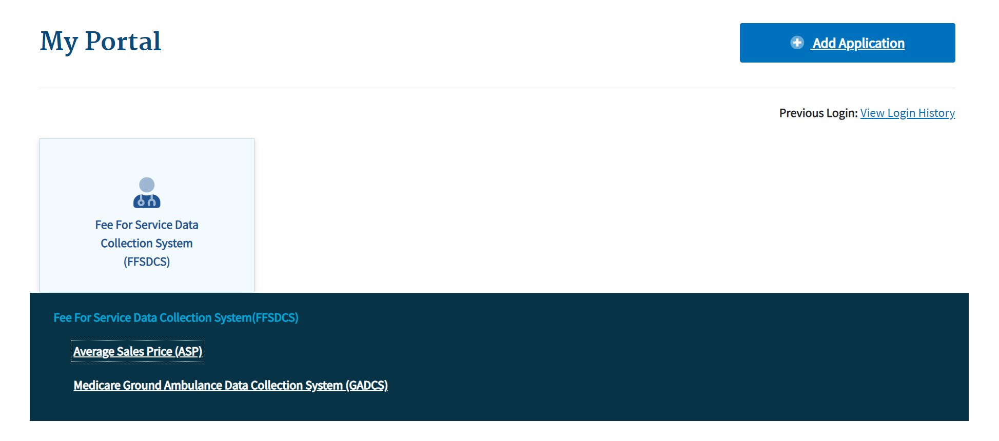 My Portal
Add Application
Previous Login: View Login History
Fee For Service Data
Collection System
(FFSDCS)
Fee For Service Data Collection System(FFSDCS)
Average Sales Price (ASP)
Medicare Ground Ambulance Data Collection System (GADCS)